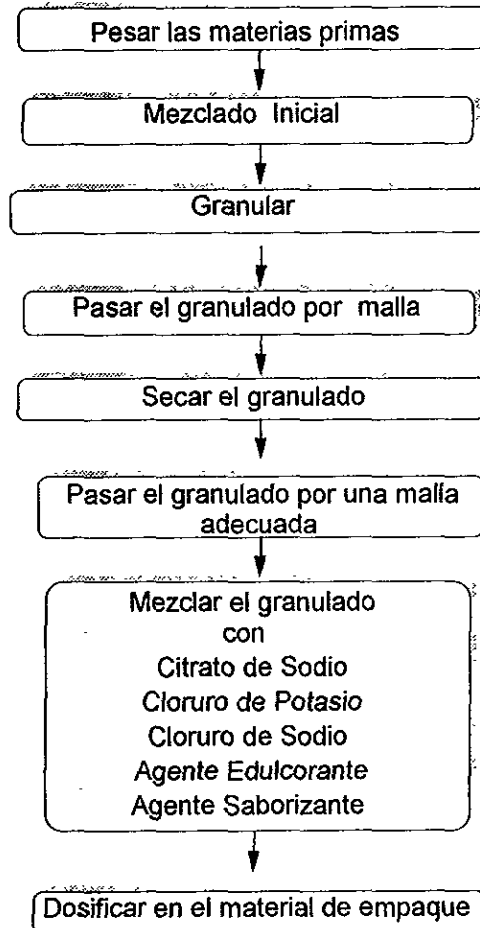 Pesar las materias primas
Mezclado Inicial
Granular
Pasar el granulado por malla
Secar el granulado
Pasar el granulado por una malla
adecuada
Mezclar el granulado
con
Citrato de Sodio
Cloruro de Potasio
Cloruro de Sodio
Agente Edulcorante
Agente Saborizante
Dosificar en el material de empaque